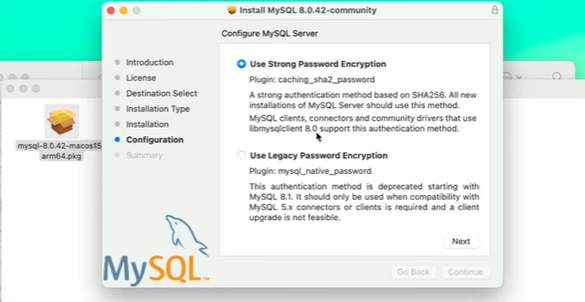 Install MySQL 8.0.42-community
Configure MySQL Server
Introduction
License
Destination Select
Installation Type
Installation
Configuration
Summary
Use Strong Password Encryption
Plugin: caching_sha2_password
A strong authentication method based on SHA256. All new
installations of MySQL Server should use this method.
MySQL clients, connectors and community drivers that use
libmysqlclient 8.0 support this authentication method.
Use Legacy Password Encryption
Plugin: mysql_native_password
This authentication method is deprecated starting with
MySQL 8.1. It should only be used when compatibility with
MySQL 5.x connectors or clients is required and a client
upgrade is not feasible.
Next
Go Back
Continue
MySQL™
mysql-8.0.42-macos15
arm64.pkg